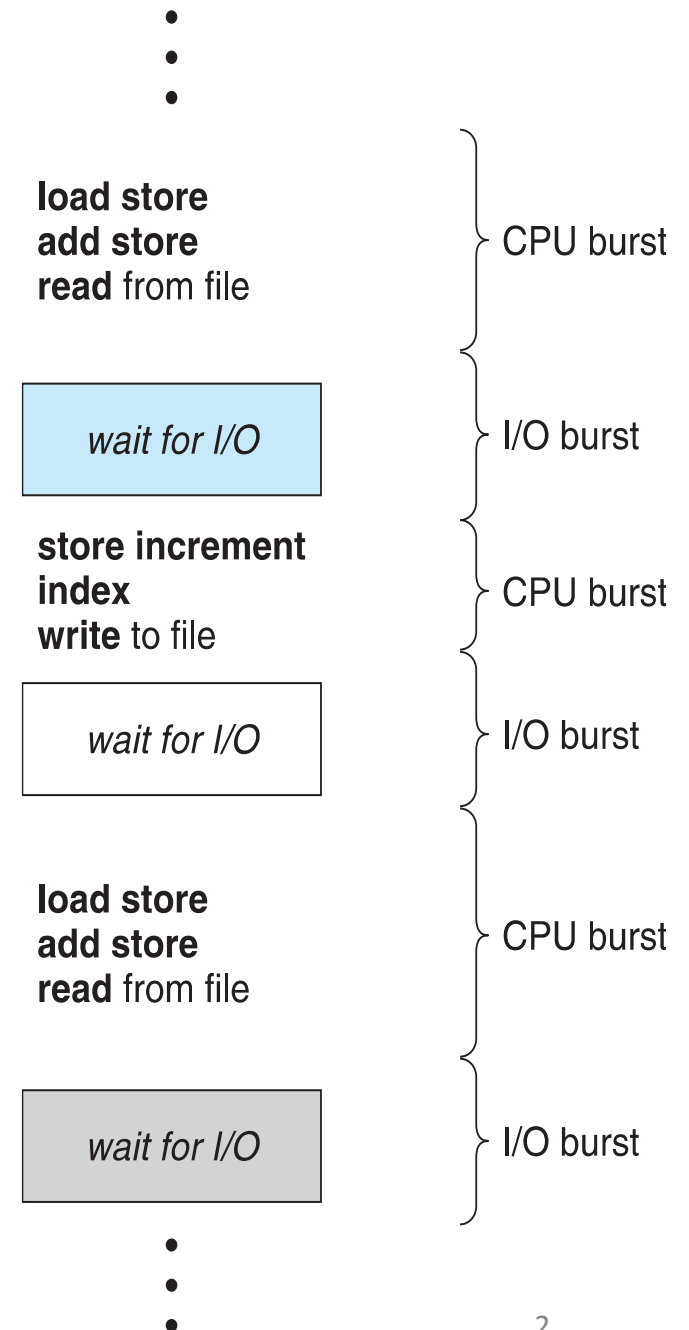 load store
add store
read from file
CPU burst
wait for I/O
I/O burst
store increment
index
write to file
CPU burst
wait for I/O
I/O burst
load store
add store
read from file
CPU burst
wait for I/O
I/O burst
2